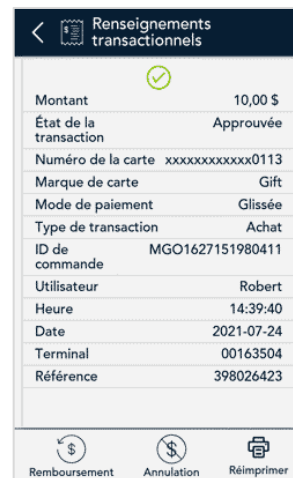 Renseignements
transactionnels
Montant 10,00 $
État de la
transaction Approuvée
Numéro de la carte xxxxxxxxxxxx0113
Marque de carte Gift
Mode de paiement Glissée
Type de transaction Achat
ID de
commande MGO1627151980411
Utilisateur Robert
Heure 14:39:40
Date 2021-07-24
Terminal 00163504
Référence 398026423
Remboursement Annulation Réimprimer